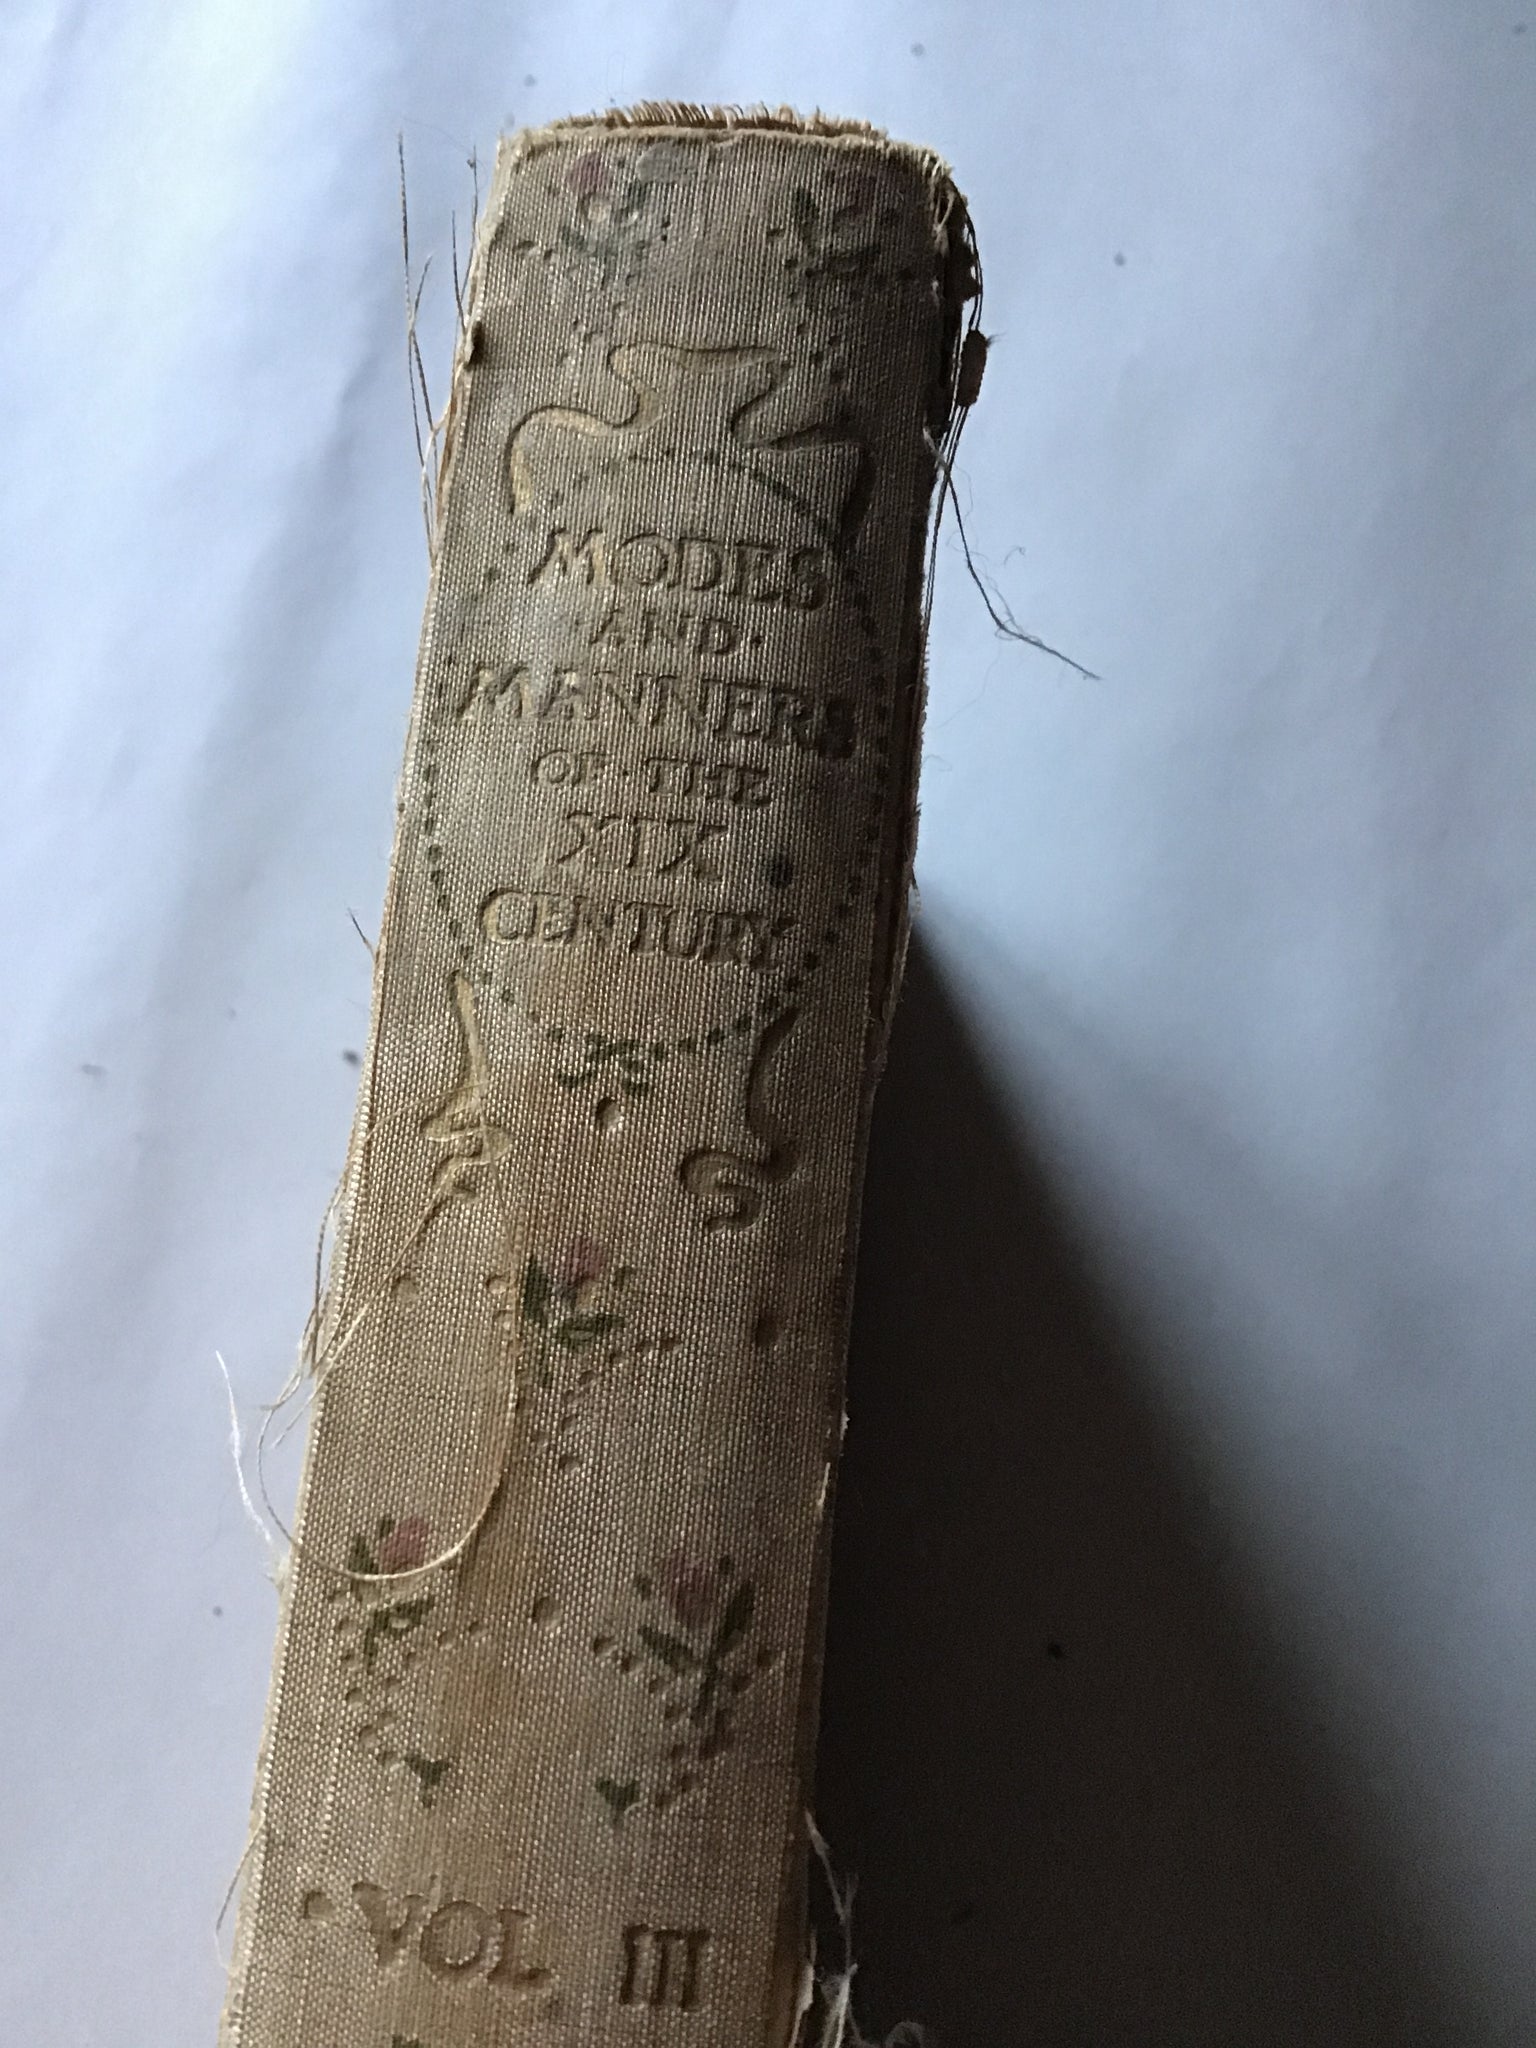 MODES
·AND·
MANNERS
OF·THE
XIX
CENTURY.
·VOL. III